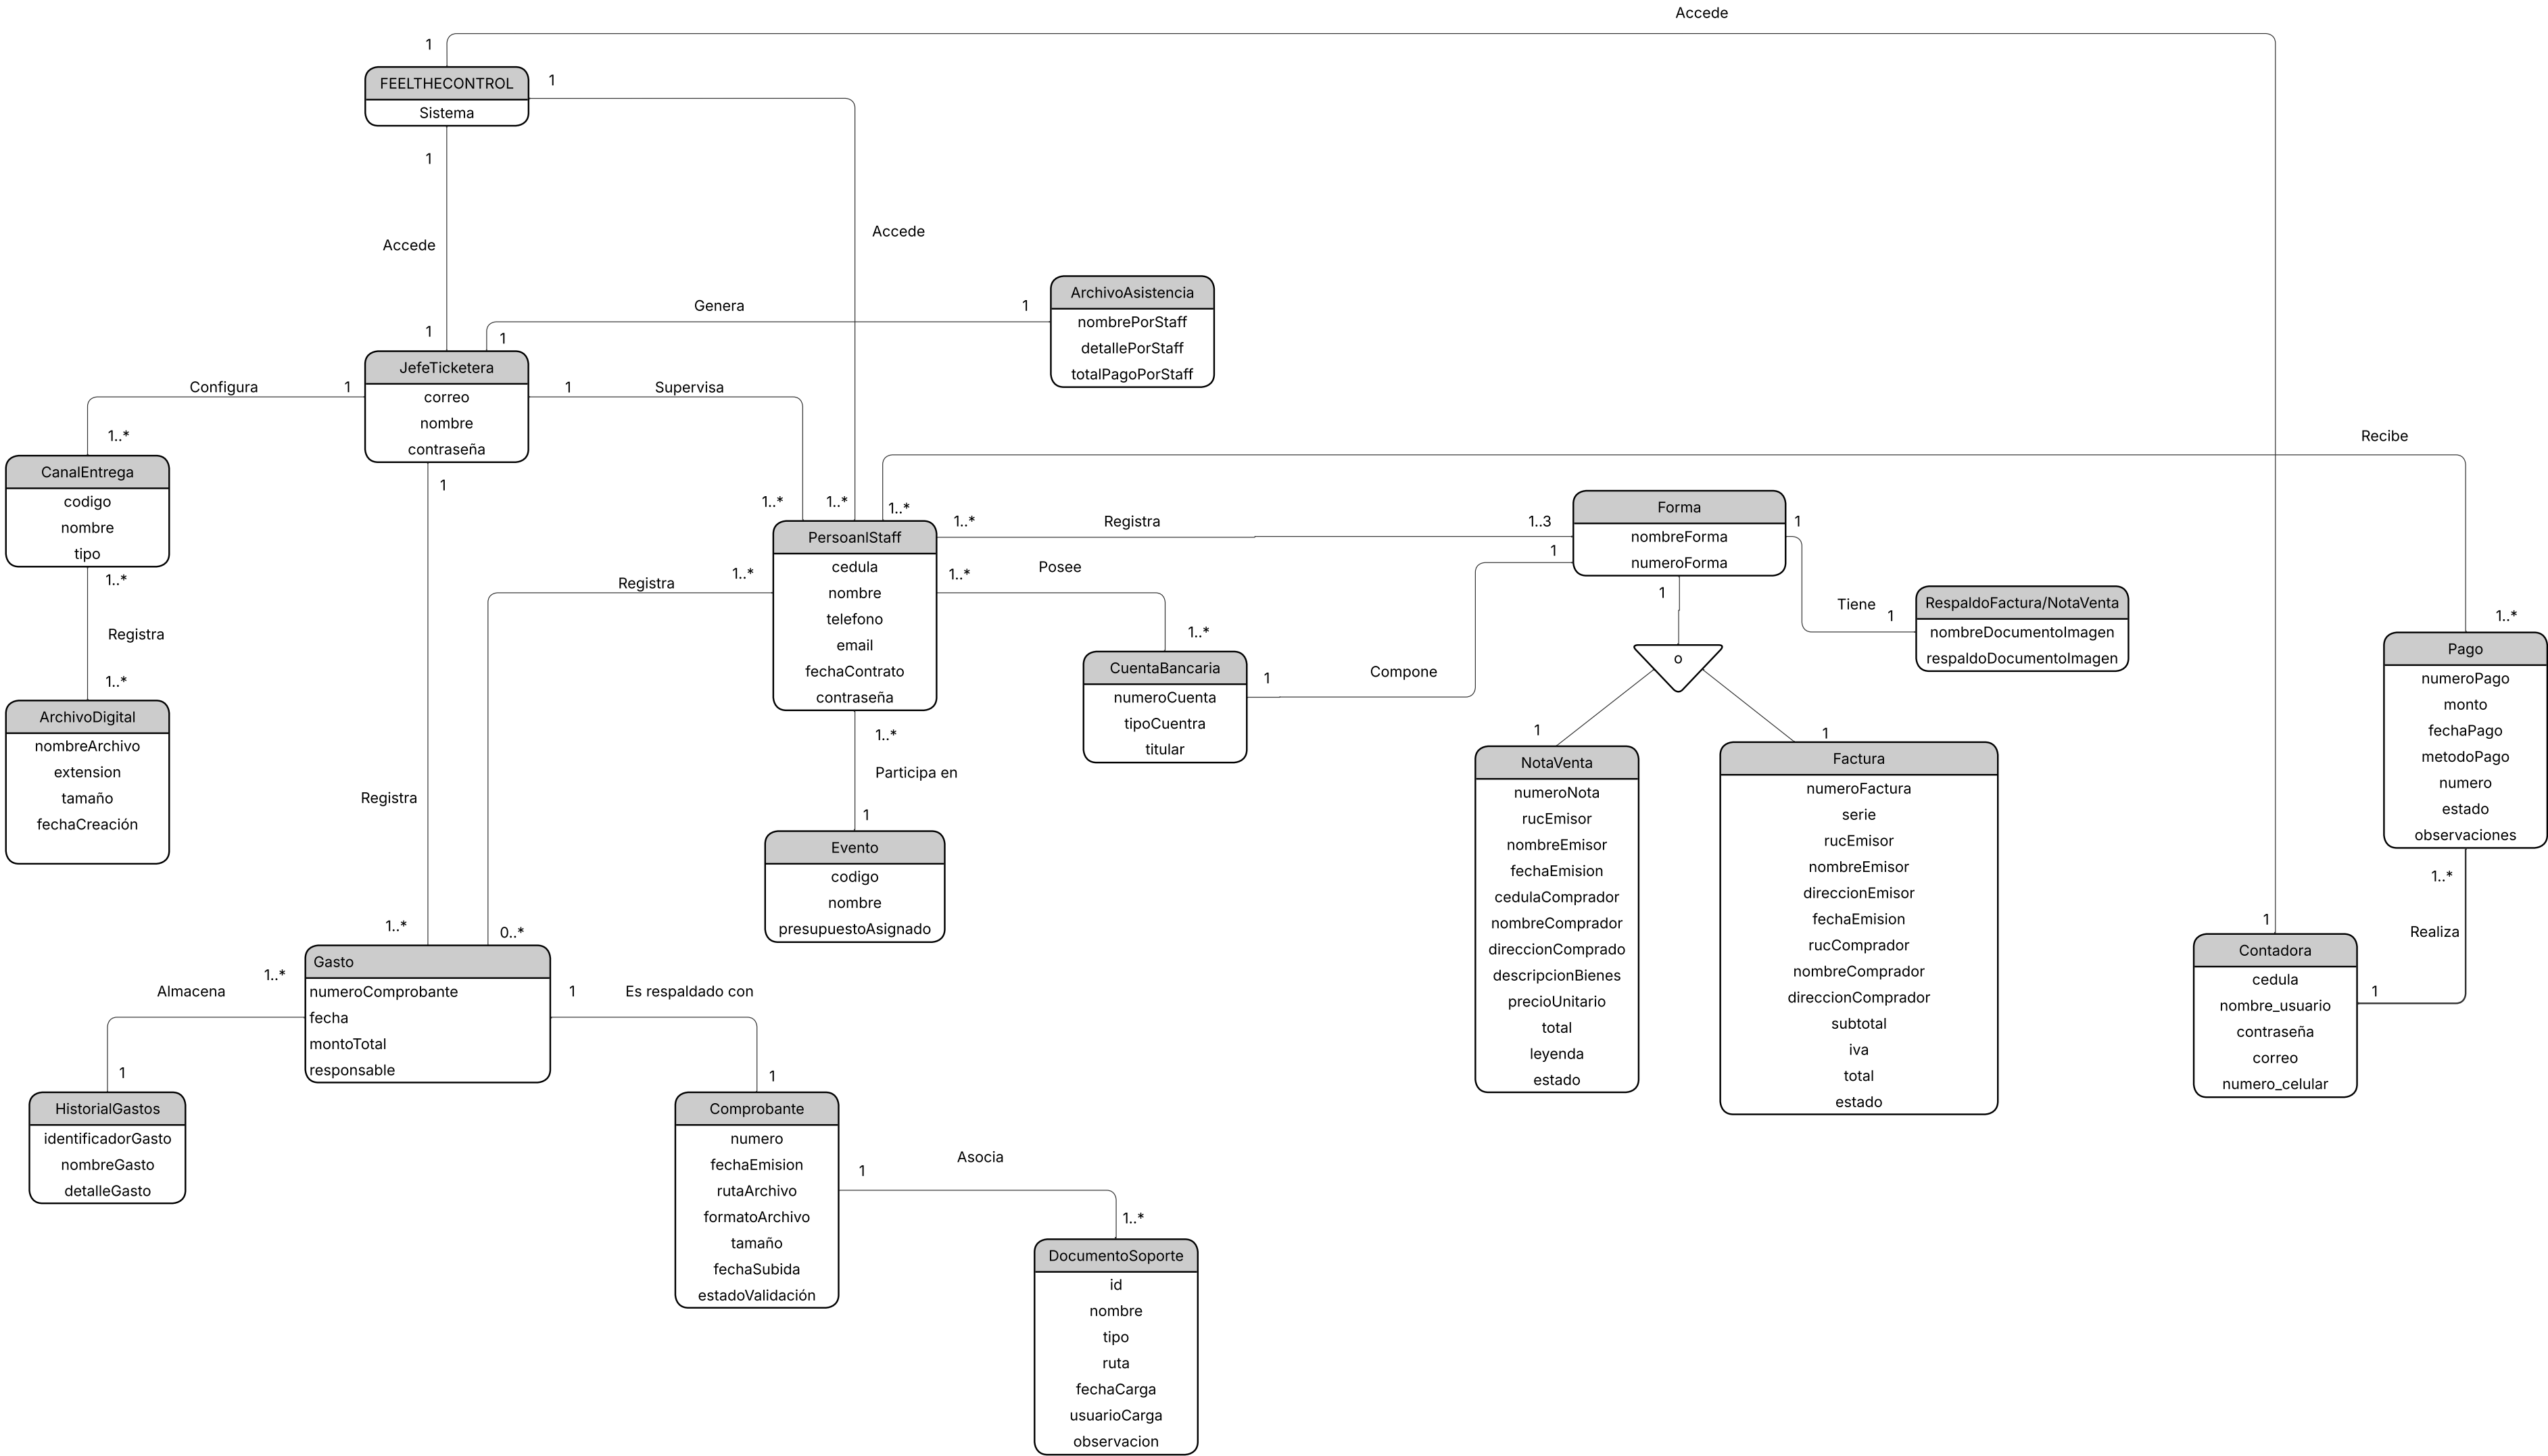 Accede
1
FEELTHECONTROL
Sistema
1
1
Accede
Accede
1
Genera
1
1
ArchivoAsistencia
nombrePorStaff
detallePorStaff
totalPagoPorStaff
JefeTicketera
correo
nombre
contraseña
Configura
1
1
Supervisa
1..*
CanalEntrega
codigo
nombre
tipo
1..*
Registra
1..*
ArchivoDigital
nombreArchivo
extension
tamaño
fechaCreación
1
Registra
1..*
1..*
1..*
1..*
Recibe
PersoanlStaff
cedula
nombre
telefono
email
fechaContrato
contraseña
1..*
Registra
1..3
Registra
1..*
0..*
1..*
Posee
1..*
CuentaBancaria
numeroCuenta
tipoCuentra
titular
1
Compone
1
Forma
nombreForma
numeroForma
1
Tiene
1
RespaldoFactura/NotaVenta
nombreDocumentoImagen
respaldoDocumentoImagen
1
o
1
1
NotaVenta
numeroNota
rucEmisor
nombreEmisor
fechaEmision
cedulaComprador
nombreComprador
direccionComprado
descripcionBienes
precioUnitario
total
leyenda
estado
Factura
numeroFactura
serie
rucEmisor
nombreEmisor
direccionEmisor
fechaEmision
rucComprador
nombreComprador
direccionComprador
subtotal
iva
total
estado
1..*
Pago
numeroPago
monto
fechaPago
metodoPago
numero
estado
observaciones
1..*
Realiza
1
1
Contadora
cedula
nombre_usuario
contraseña
correo
numero_celular
1..*
Participa en
1
Evento
codigo
nombre
presupuestoAsignado
Gasto
numeroComprobante
fecha
montoTotal
responsable
1..*
Almacena
1
HistorialGastos
identificadorGasto
nombreGasto
detalleGasto
1
Es respaldado con
1
Comprobante
numero
fechaEmision
rutaArchivo
formatoArchivo
tamaño
fechaSubida
estadoValidación
1
Asocia
1..*
DocumentoSoporte
id
nombre
tipo
ruta
fechaCarga
usuarioCarga
observacion